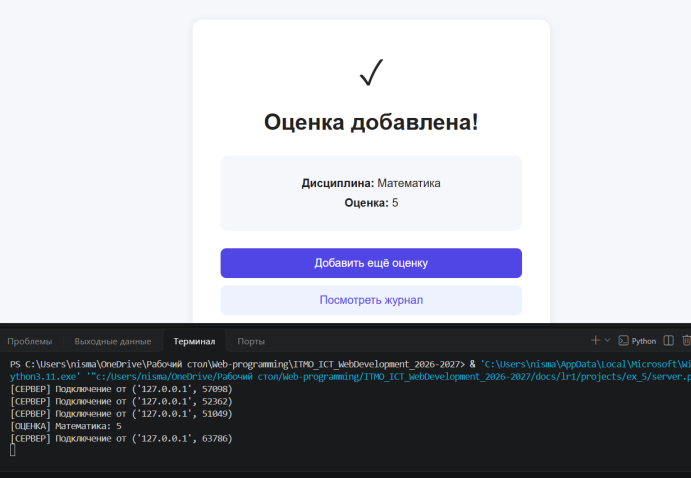 Оценка добавлена!
Дисциплина: Математика
Оценка: 5
Добавить ещё оценку
Посмотреть журнал
Проблемы Выходные данные Терминал Порты Python
PS C:\Users\nisma\OneDrive\Рабочий стол\Web-programming\ITMO_ICT_WebDevelopment_2026-2027> & 'C:\Users\nisma\AppData\Local\Microsoft\Wi
ython3.11.exe' '"c:/Users/nisma/OneDrive/Рабочий стол/Web-programming/ITMO_ICT_WebDevelopment_2026-2027/docs/lr1/projects/ex_5/server.p
[СЕРВЕР] Подключение от ('127.0.0.1', 57098)
[СЕРВЕР] Подключение от ('127.0.0.1', 52362)
[СЕРВЕР] Подключение от ('127.0.0.1', 51049)
[ОЦЕНКА] Математика: 5
[СЕРВЕР] Подключение от ('127.0.0.1', 63786)